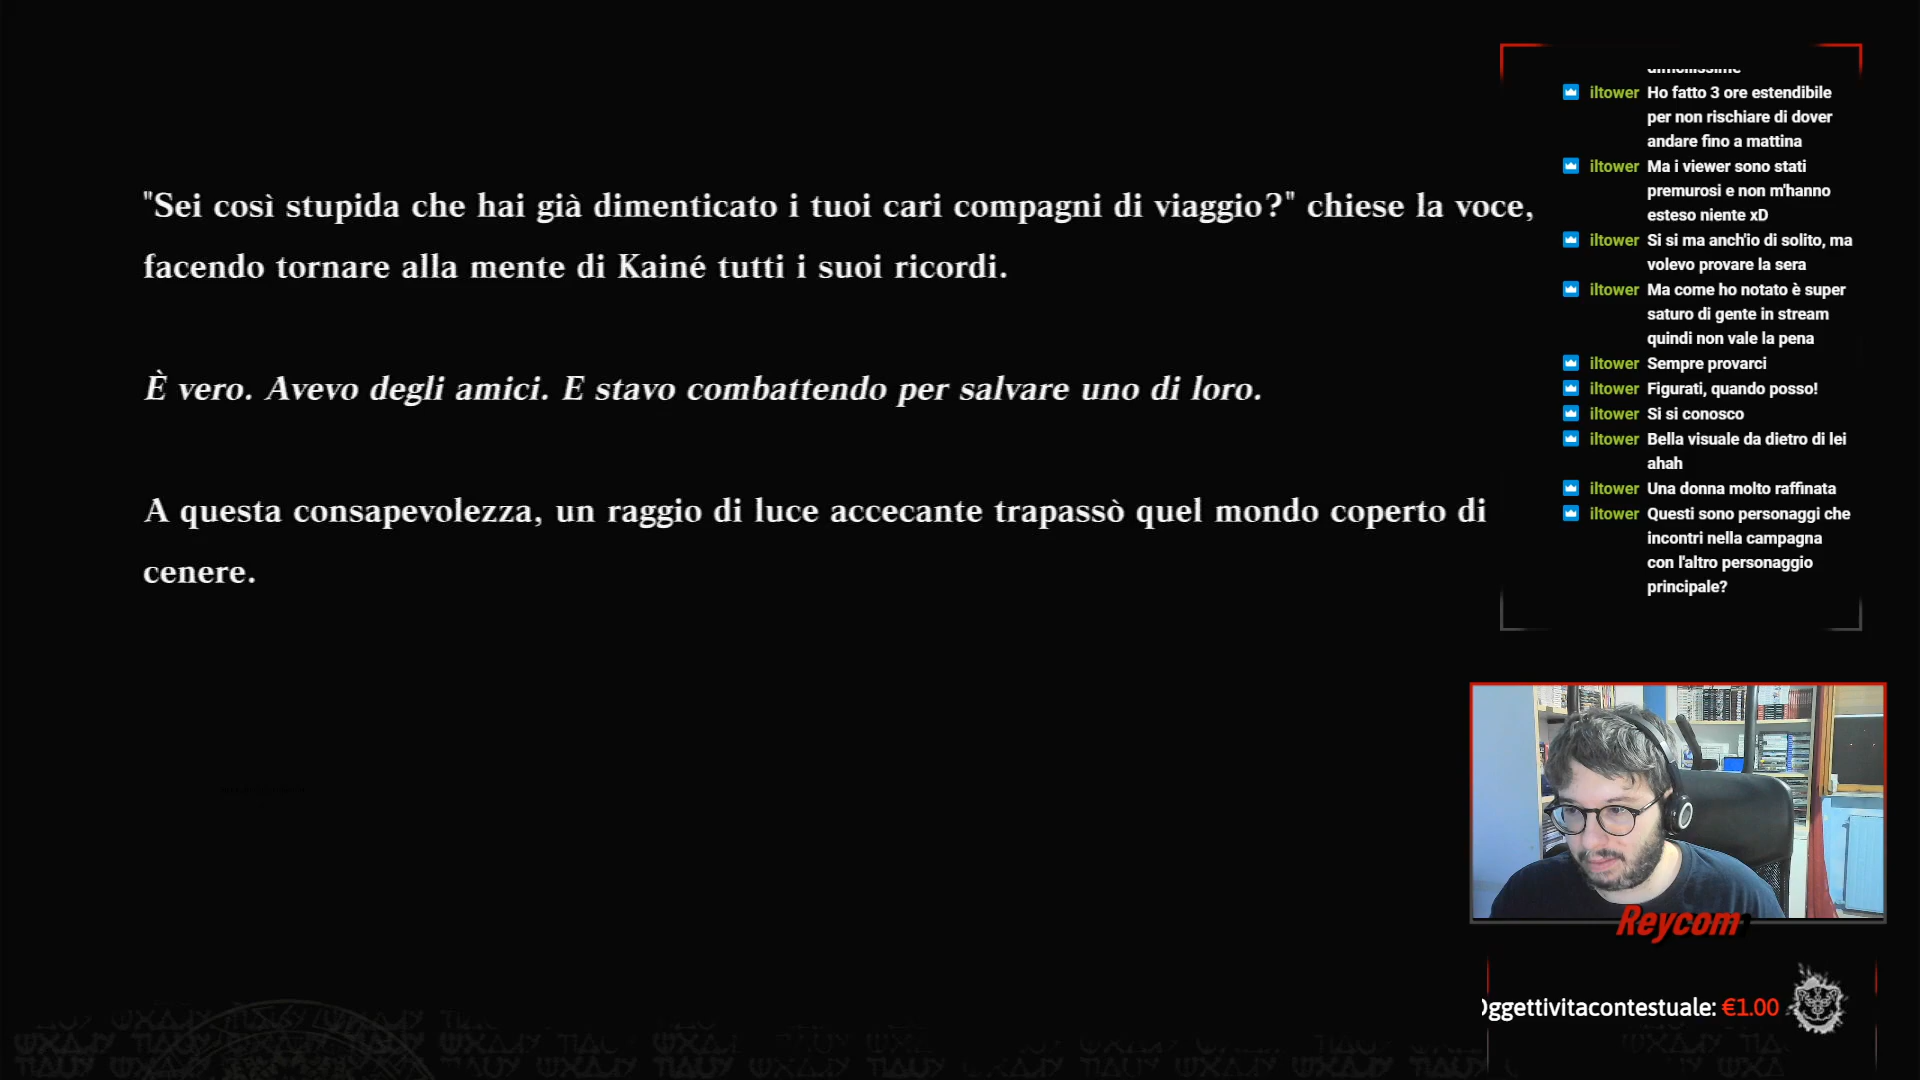 "Sei così stupida che hai già dimenticato i tuoi cari compagni di viaggio?" chiese la voce,
facendo tornare alla mente di Kainé tutti i suoi ricordi.
È vero. Avevo degli amici. E stavo combattendo per salvare uno di loro.
A questa consapevolezza, un raggio di luce accecante trapassò quel mondo coperto di
cenere.
iltower Ho fatto 3 ore estendibile
per non rischiare di dover
andare fino a mattina
iltower Ma i viewer sono stati
premurosi e non m'hanno
esteso niente xD
iltower Si si ma anch'io di solito, ma
volevo provare la sera
iltower Ma come ho notato è super
saturo di gente in stream
quindi non vale la pena
iltower Sempre provarci
iltower Figurati, quando posso!
iltower Si si conosco
iltower Bella visuale da dietro di lei
ahah
iltower Una donna molto raffinata
iltower Questi sono personaggi che
incontri nella campagna
con l'altro personaggio
principale?
Reycom
ggettivitacontestuale: €1.00